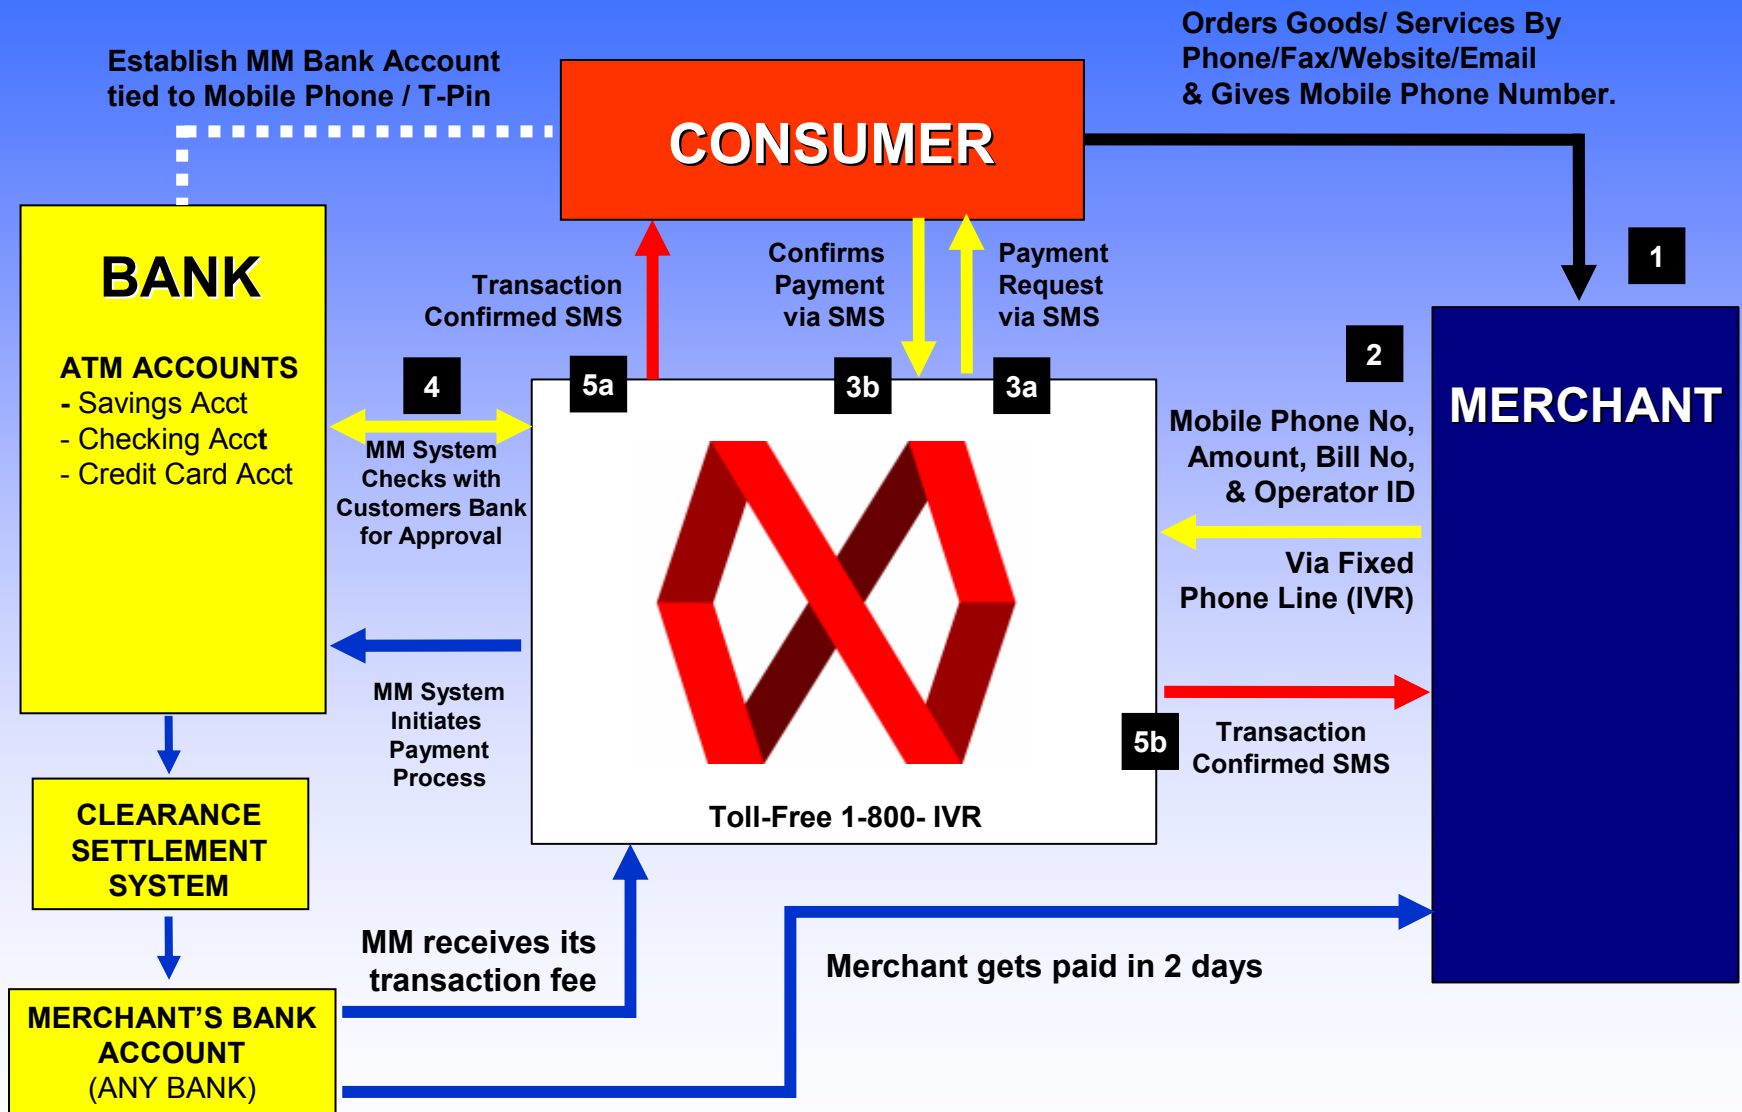 Orders Goods/ Services By
Phone/Fax/Website/Email
& Gives Mobile Phone Number.
Establish MM Bank Account
tied to Mobile Phone / T-Pin
CONSUMER
BANK
ATM ACCOUNTS
- Savings Acct
- Checking Acct
- Credit Card Acct
Transaction
Confirmed SMS
Confirms
Payment
via SMS
Payment
Request
via SMS
1
2
4
5a
3b
3a
MERCHANT
MM System
Checks with
Customers Bank
for Approval
Mobile Phone No,
Amount, Bill No,
& Operator ID
Via Fixed
Phone Line (IVR)
MM System
Initiates
Payment
Process
5b
Transaction
Confirmed SMS
Toll-Free 1-800- IVR
CLEARANCE
SETTLEMENT
SYSTEM
MM receives its
transaction fee
Merchant gets paid in 2 days
MERCHANT’S BANK
ACCOUNT
(ANY BANK)